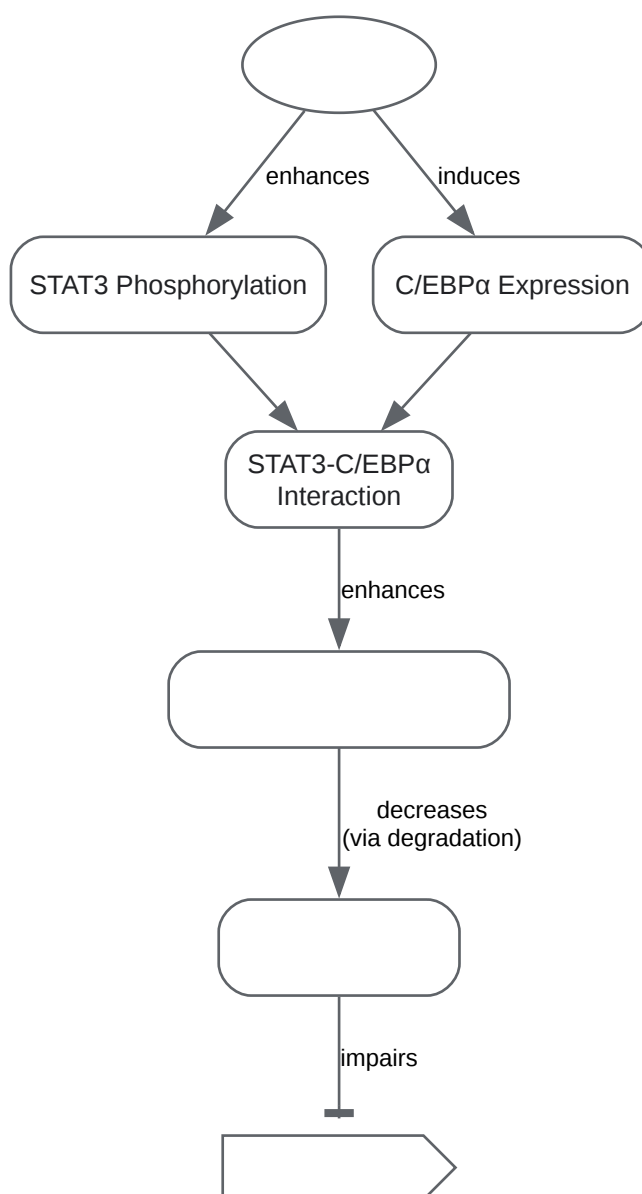 enhances
induces
STAT3 Phosphorylation
C/EBPα Expression
STAT3-C/EBPα
Interaction
enhances
decreases
(via degradation)
impairs